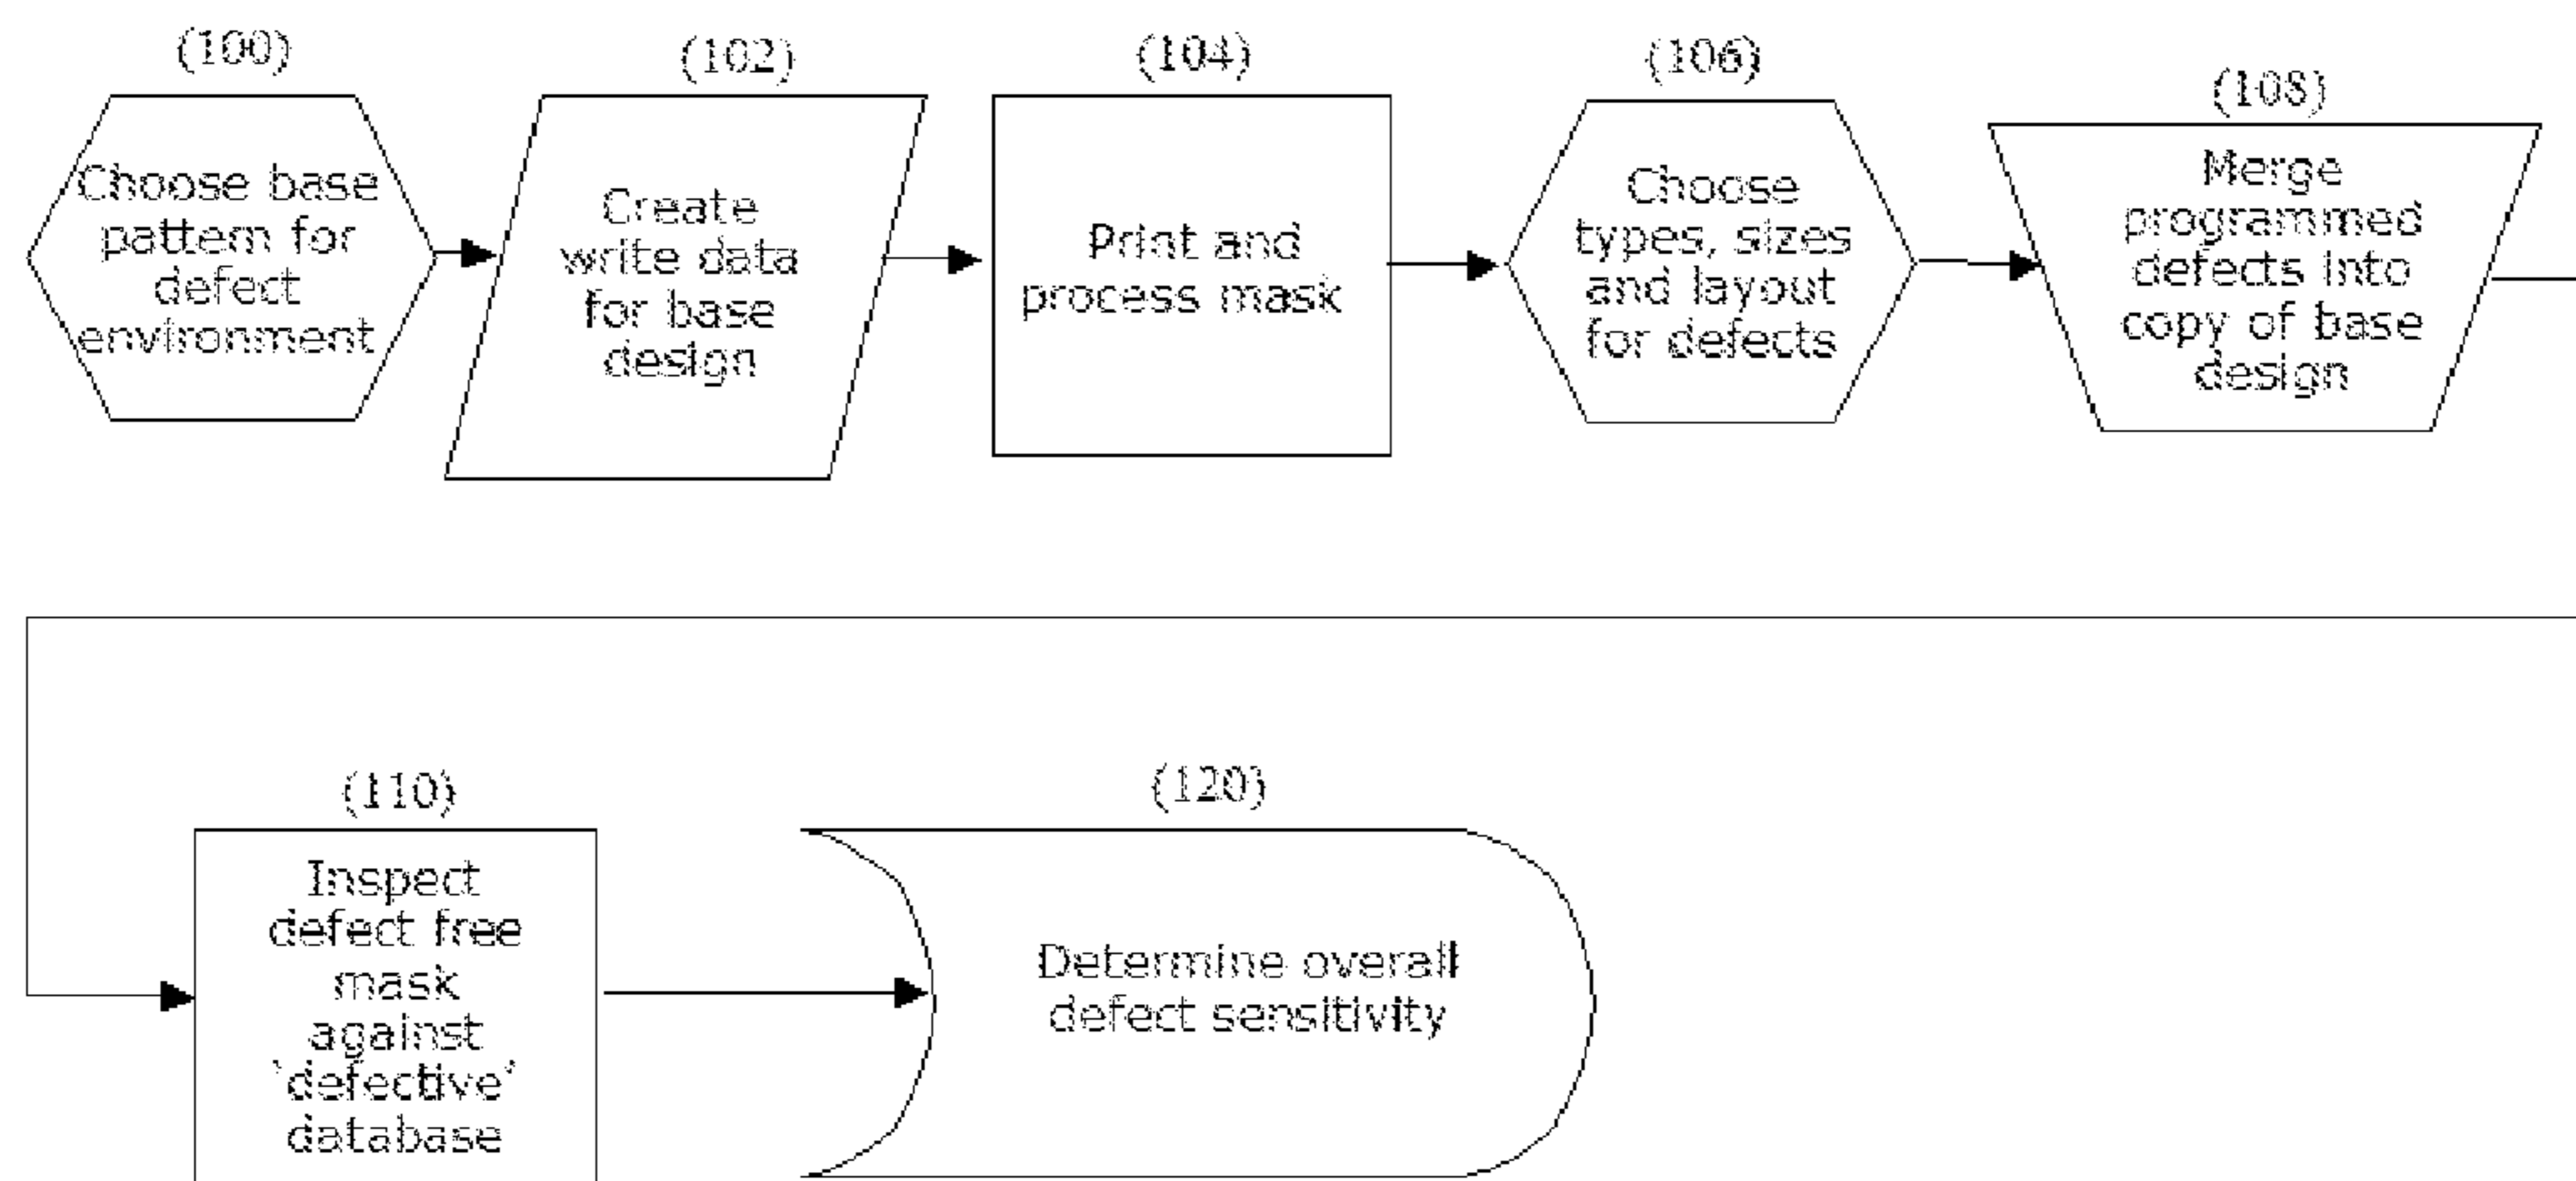 (100)
Choose base
pattern for
defect
environment
(102)
Create
write data
for base
design
(104)
Print and
process mask
(106)
Choose
types, sizes
and layout
for defects
(108)
Merge
programmed
defects into
copy of base
design
(110)
Inspect
defect free
mask
against
`defective'
database
(120)
Determine overall
defect sensitivity